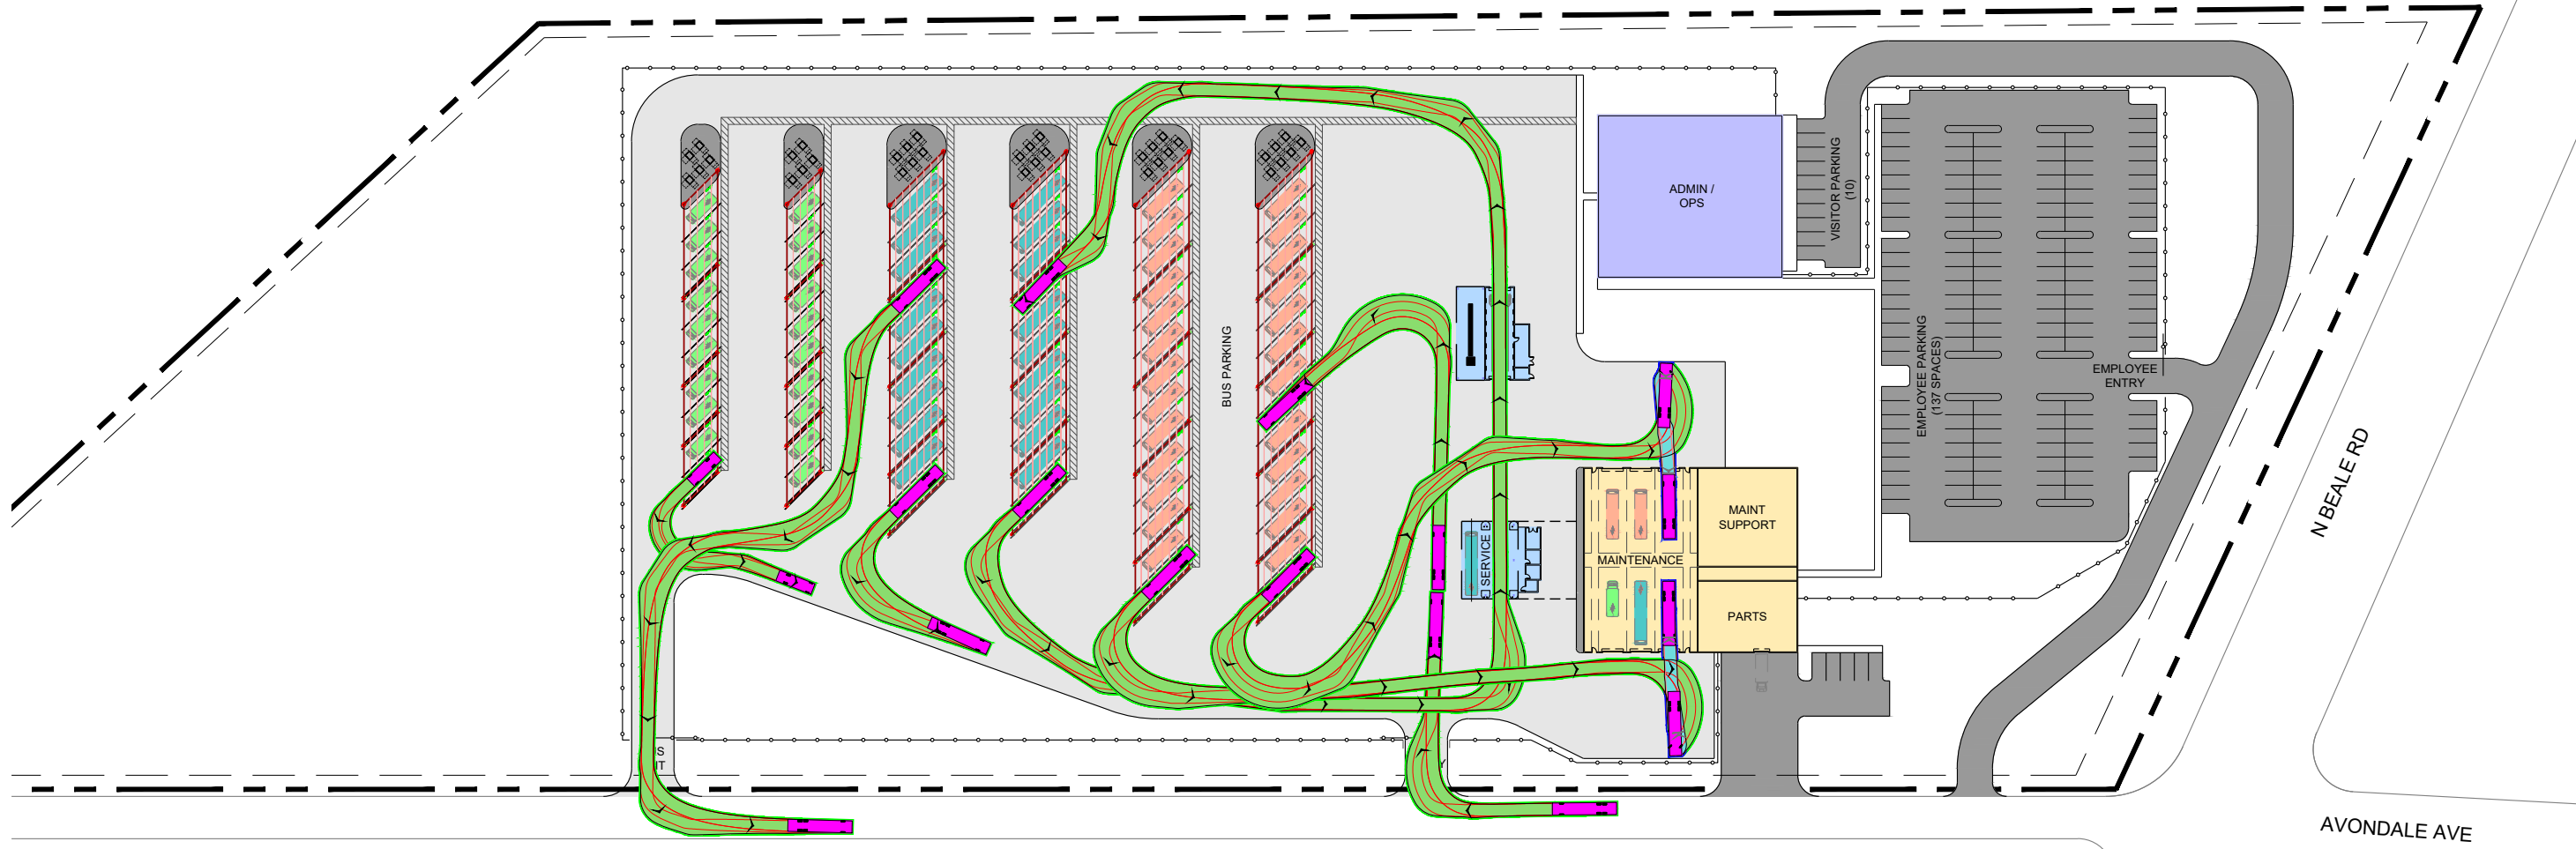 ADMIN /
OPS
VISITOR PARKING
(10)
EMPLOYEE PARKING
(137 SPACES)
EMPLOYEE
ENTRY
N BEALE RD
BUS PARKING
SERVICE
MAINTENANCE
MAINT
SUPPORT
PARTS
AVONDALE AVE